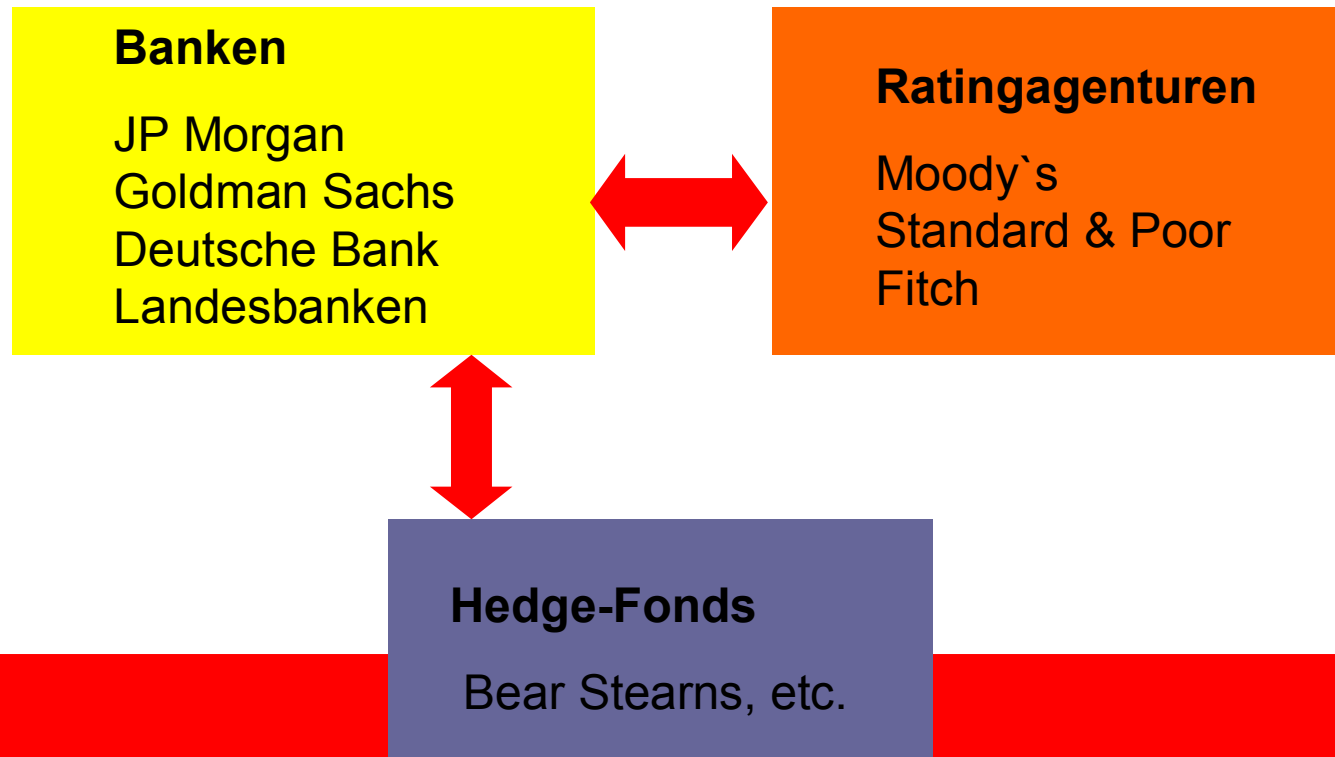 Banken
JP Morgan
Goldman Sachs
Deutsche Bank
Landesbanken
Ratingagenturen
Moody`s
Standard & Poor
Fitch
Hedge-Fonds
Bear Stearns, etc.